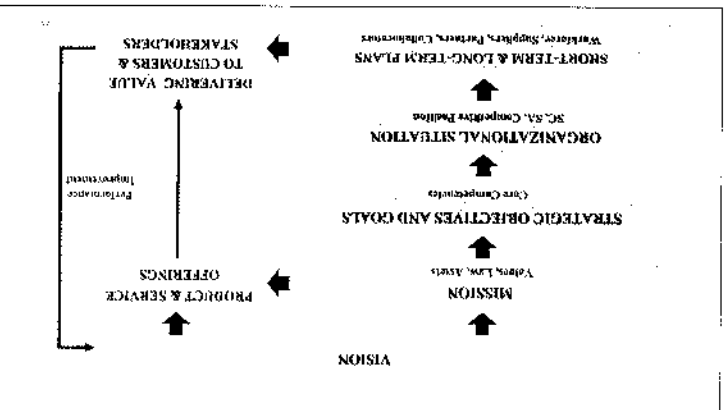 VISION
MISSION
Values, Law, Assets
PRODUCT & SERVICE
OFFERINGS
STRATEGIC OBJECTIVES AND GOALS
Core Competencies
Performance
Improvement
ORGANIZATIONAL SITUATION
SC, SA, Competitive Position
SHORT-TERM & LONG-TERM PLANS
Workforce, Suppliers, Partners, Collaborators
DELIVERING VALUE
TO CUSTOMERS &
STAKEHOLDERS